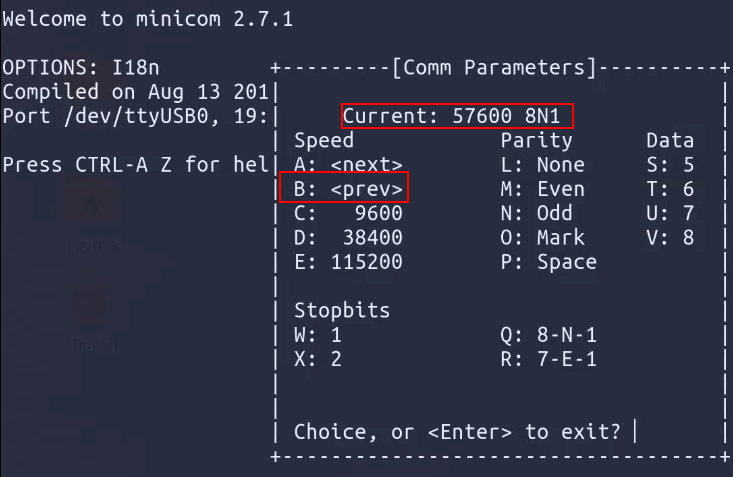 Welcome to minicom 2.7.1
OPTIONS: I18n
Compiled on Aug 13 201
Port /dev/ttyUSB0, 19:
Press CTRL-A Z for hel
+---------[Comm Parameters]----------+
Current: 57600 8N1
Speed Parity Data
A: <next> L: None S: 5
B: <prev> M: Even T: 6
C: 9600 N: Odd U: 7
D: 38400 O: Mark V: 8
E: 115200 P: Space
Stopbits
W: 1 Q: 8-N-1
X: 2 R: 7-E-1
Choice, or <Enter> to exit?
+------------------------------------+